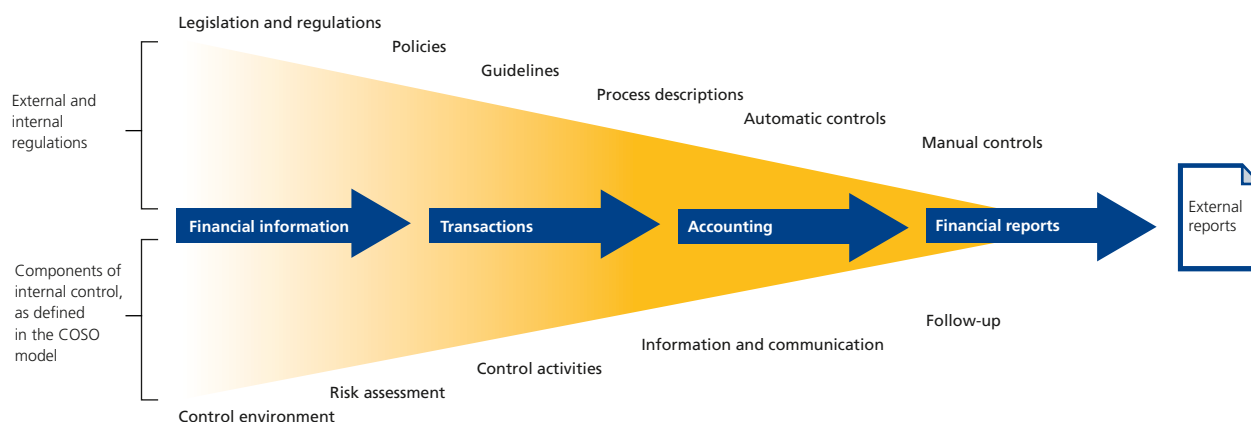 Legislation and regulations
Policies
Guidelines
Process descriptions
Automatic controls
Manual controls
External and
internal
regulations
Financial information
Transactions
Accounting
Financial reports
External
reports
Components of
internal control,
as defined
in the COSO
model
Follow-up
Information and communication
Control activities
Risk assessment
Control environment